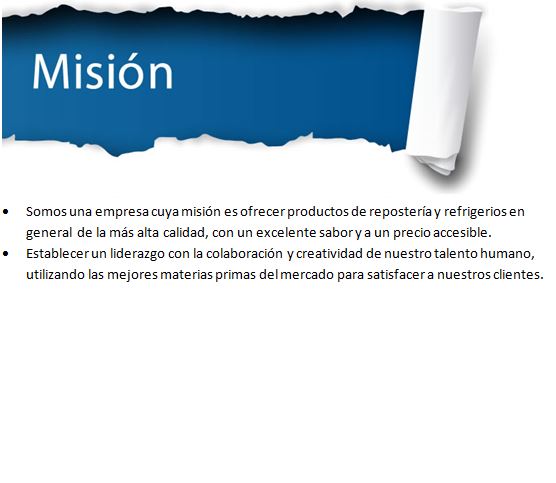 Misión
• Somos una empresa cuya misión es ofrecer productos de repostería y refrigerios en
general de la más alta calidad, con un excelente sabor y a un precio accesible.
• Establecer un liderazgo con la colaboración y creatividad de nuestro talento humano,
utilizando las mejores materias primas del mercado para satisfacer a nuestros clientes.